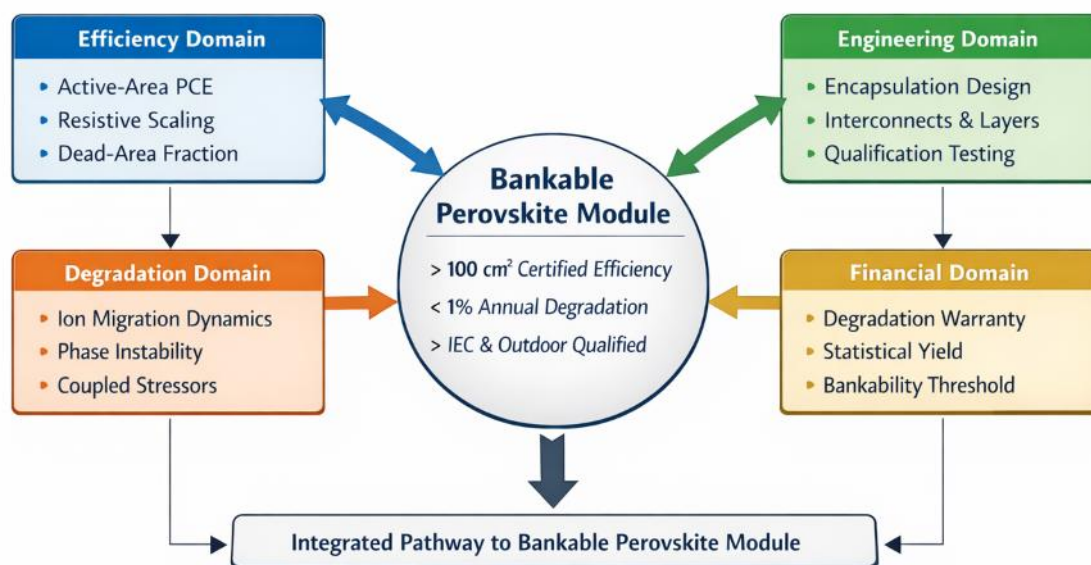 Efficiency Domain
• Active-Area PCE
• Resistive Scaling
• Dead-Area Fraction
Engineering Domain
• Encapsulation Design
• Interconnects & Layers
• Qualification Testing
Bankable
Perovskite Module
> 100 cm² Certified Efficiency
< 1% Annual Degradation
> IEC & Outdoor Qualified
Degradation Domain
• Ion Migration Dynamics
• Phase Instability
• Coupled Stressors
Financial Domain
• Degradation Warranty
• Statistical Yield
• Bankability Threshold
Integrated Pathway to Bankable Perovskite Module